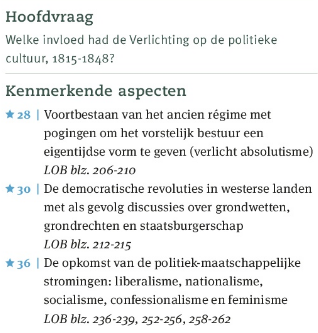 Hoofdvraag
Welke invloed had de Verlichting op de politieke
cultuur, 1815-1848?
Kenmerkende aspecten
★ 28 | Voortbestaan van het ancien régime met
pogingen om het vorstelijk bestuur een
eigentijdse vorm te geven (verlicht absolutisme)
LOB blz. 206-210
★ 30 | De democratische revoluties in westerse landen
met als gevolg discussies over grondwetten,
grondrechten en staatsburgerschap
LOB blz. 212-215
★ 36 | De opkomst van de politiek-maatschappelijke
stromingen: liberalisme, nationalisme,
socialisme, confessionalisme en feminisme
LOB blz. 236-239, 252-256, 258-262